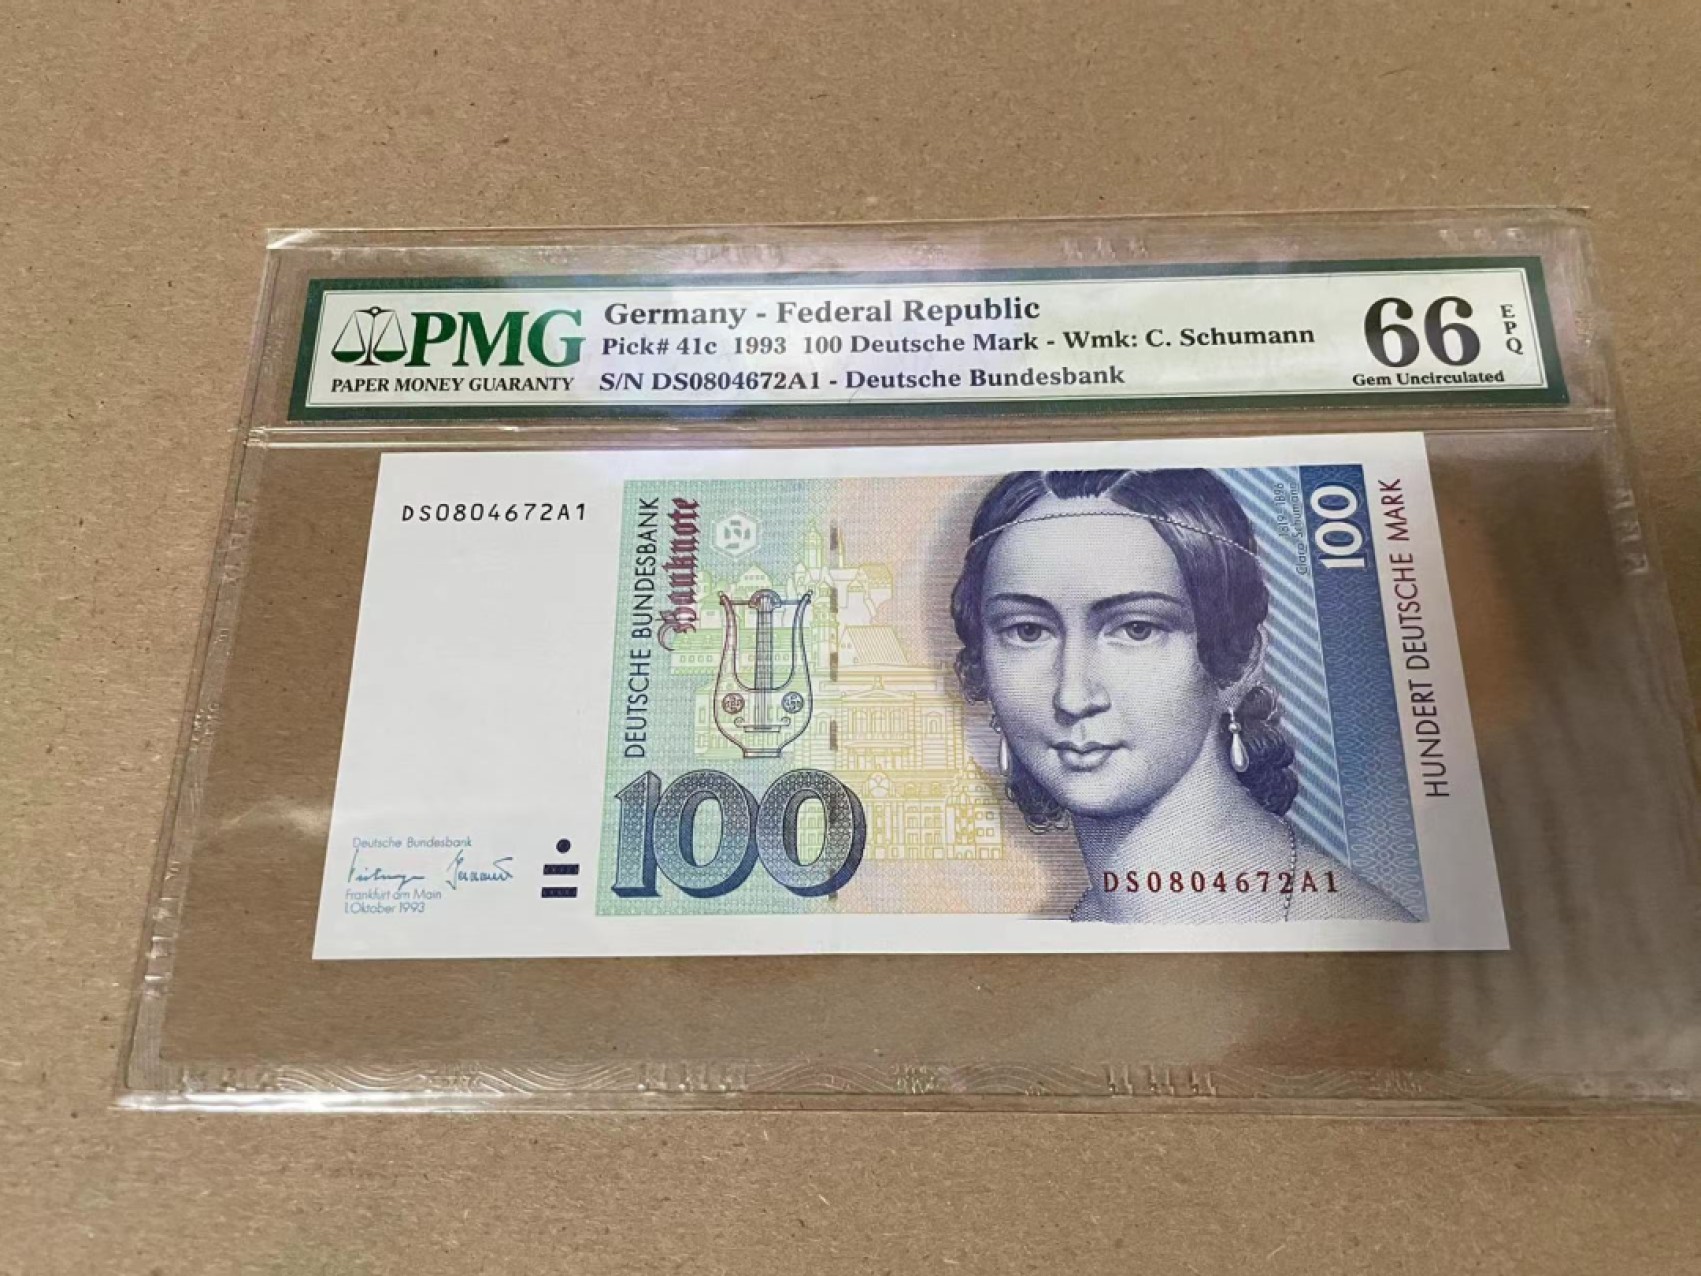 PMG
PAPER MONEY GUARANTY
Germany - Federal Republic
Pick# 41c 1993 100 Deutsche Mark - Wmk: C. Schumann
S/N DS0804672A1 - Deutsche Bundesbank
66
EPQ
Gem Uncirculated
DS0804672A1
DEUTSCHE BUNDESBANK
Banknote
100
Deutsche Bundesbank
Frankfurt am Main
1.Oktober 1993
1819-1896
Clara Schumann
100
HUNDERT DEUTSCHE MARK
DS0804672A1